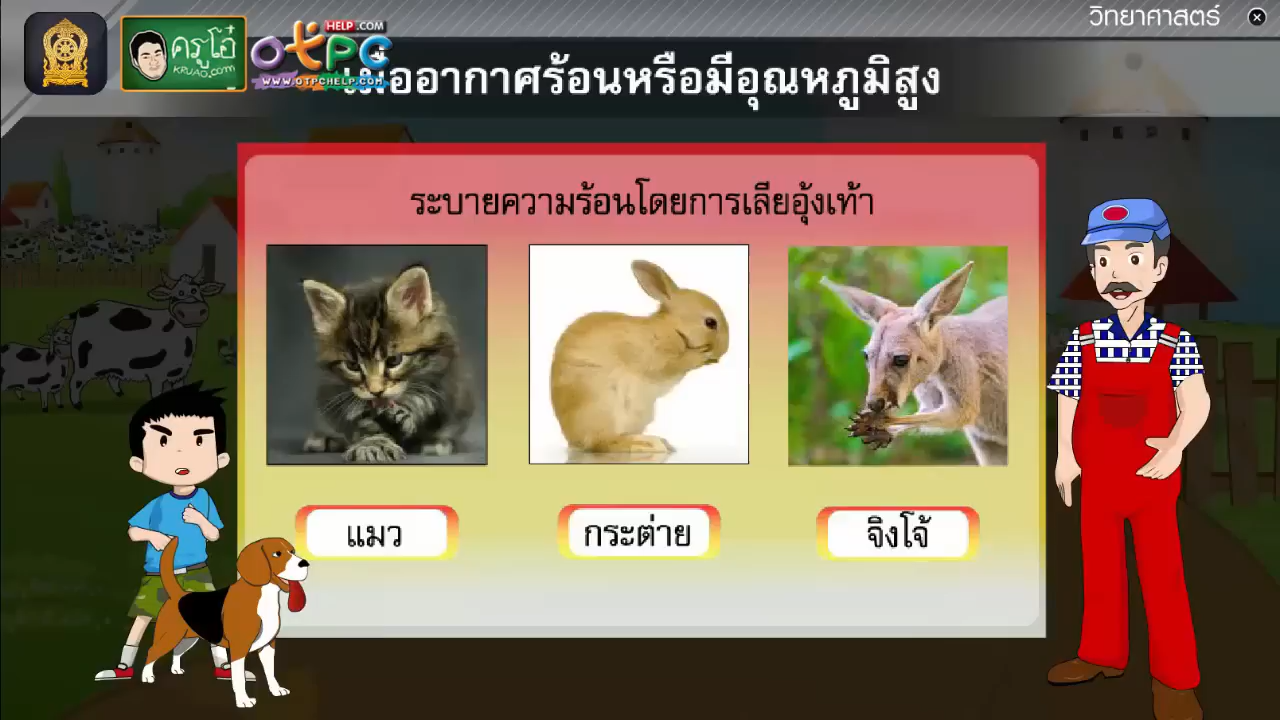 วิทยาศาสตร์
ครูโอ๋
KRUAO.COM
OTPC
HELP.COM
WWW.OTPCHELP.COM
เมื่ออากาศร้อนหรือมีอุณหภูมิสูง
ระบายความร้อนโดยการเลียอุ้งเท้า
แมว
กระต่าย
จิงโจ้